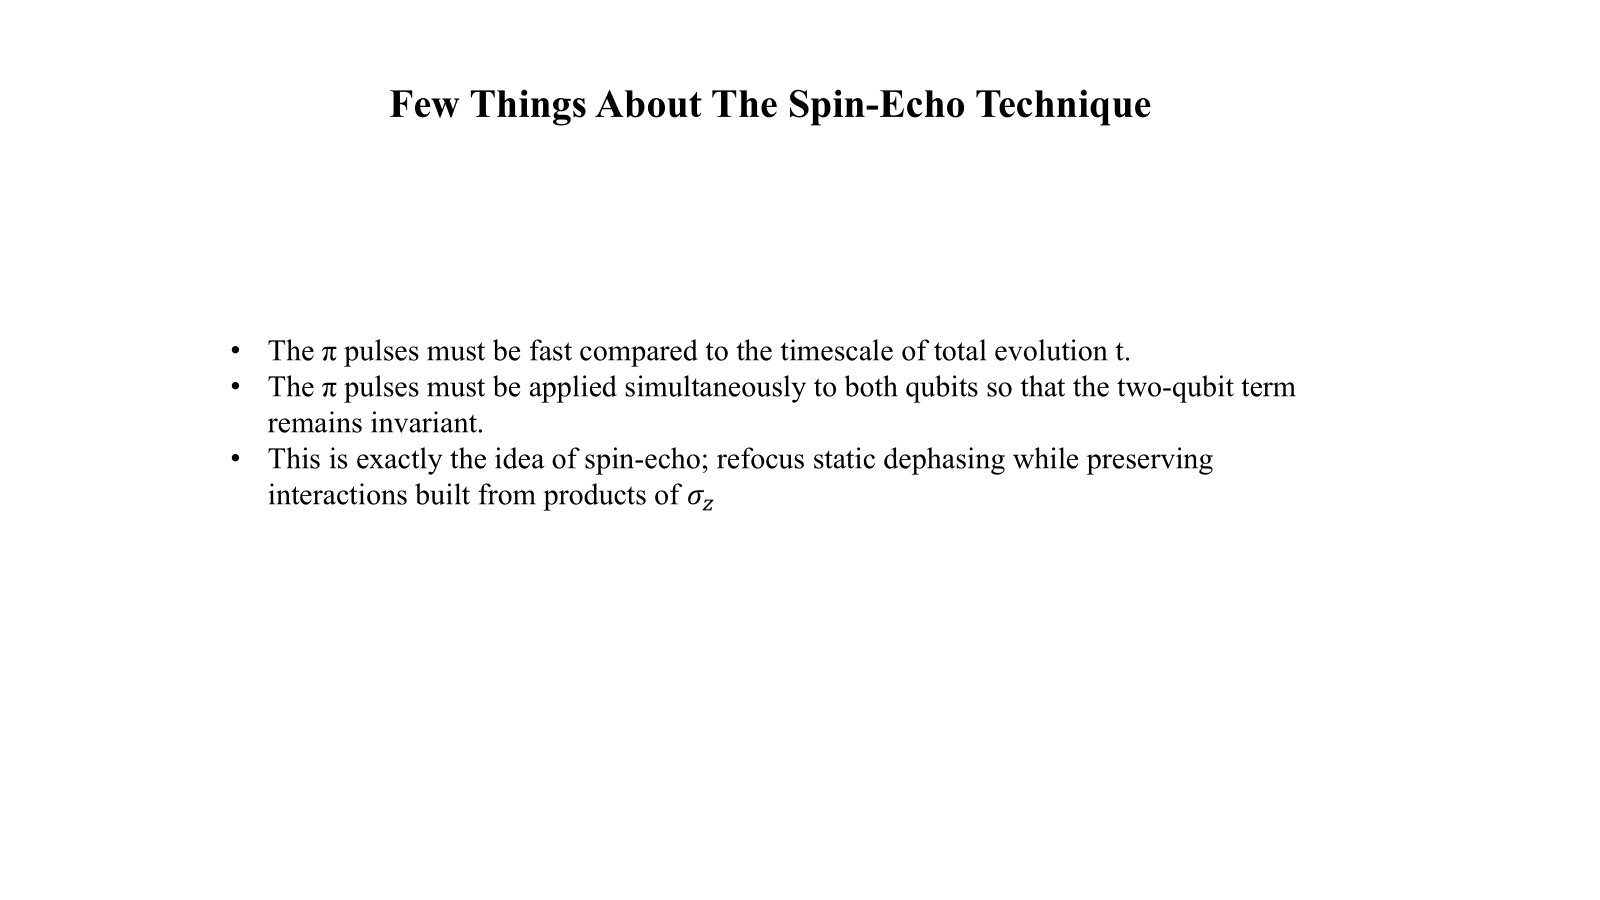 Few Things About The Spin-Echo Technique
• The π pulses must be fast compared to the timescale of total evolution t.
• The π pulses must be applied simultaneously to both qubits so that the two-qubit term
remains invariant.
• This is exactly the idea of spin-echo; refocus static dephasing while preserving
interactions built from products of σ_z